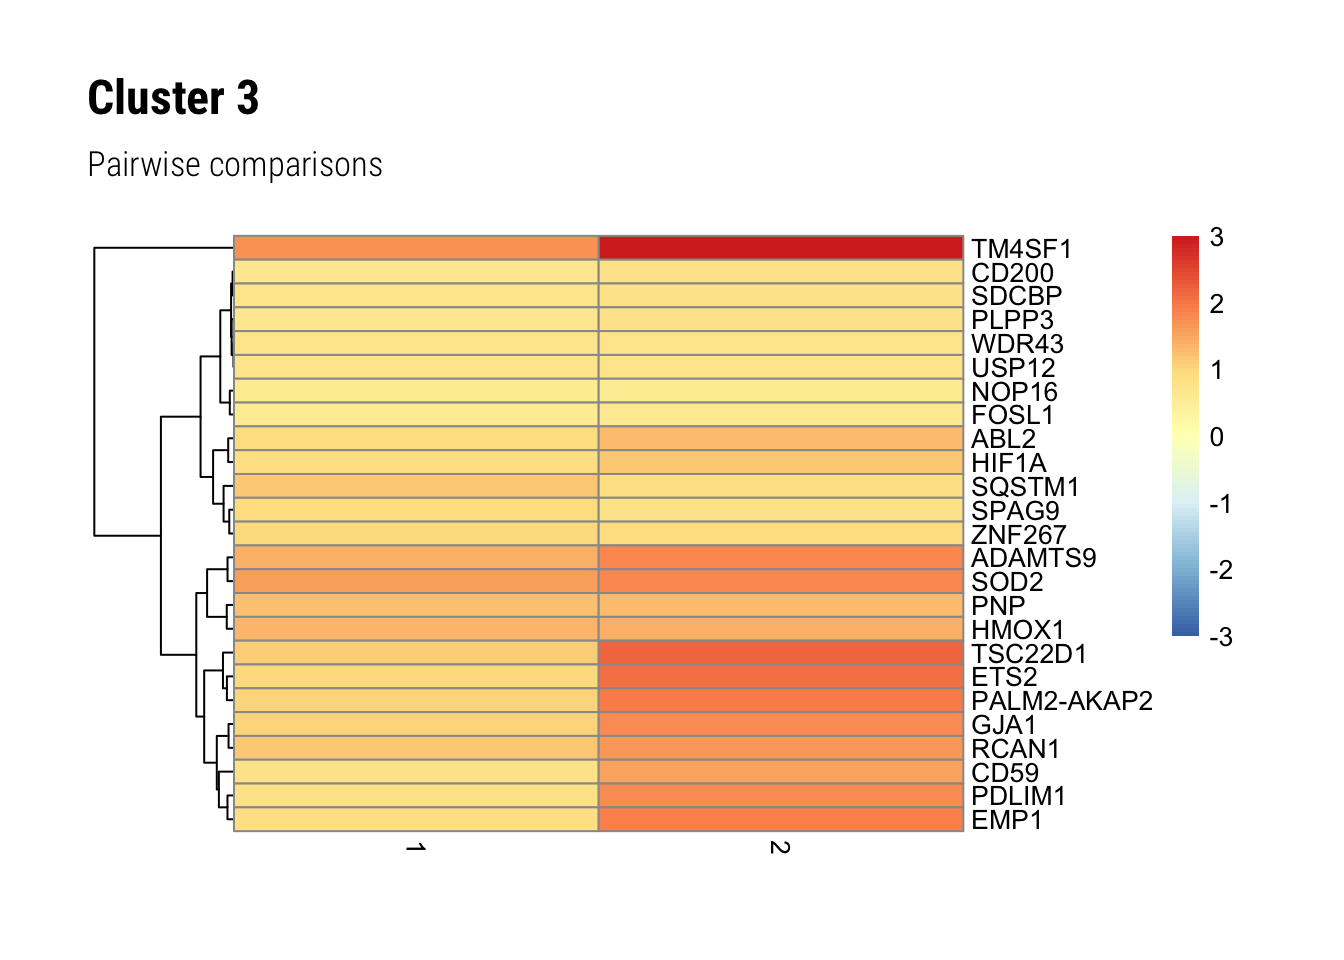 Cluster 3
Pairwise comparisons
TM4SF1
CD200
SDCBP
PLPP3
WDR43
USP12
NOP16
FOSL1
ABL2
HIF1A
SQSTM1
SPAG9
ZNF267
ADAMTS9
SOD2
PNP
HMOX1
TSC22D1
ETS2
PALM2-AKAP2
GJA1
RCAN1
CD59
PDLIM1
EMP1
3
2
1
0
-1
-2
-3
1
2